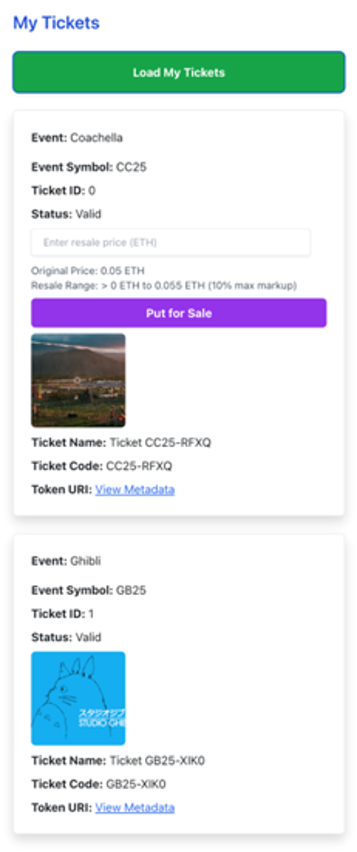 My Tickets
Load My Tickets
Event: Coachella
Event Symbol: CC25
Ticket ID: 0
Status: Valid
Enter resale price (ETH)
Original Price: 0.05 ETH
Resale Range: > 0 ETH to 0.055 ETH (10% max markup)
Put for Sale
Ticket Name: Ticket CC25-RFXQ
Ticket Code: CC25-RFXQ
Token URI: View Metadata
Event: Ghibli
Event Symbol: GB25
Ticket ID: 1
Status: Valid
スタジオジブ
STUDIO GHIB
Ticket Name: Ticket GB25-XIK0
Ticket Code: GB25-XIK0
Token URI: View Metadata